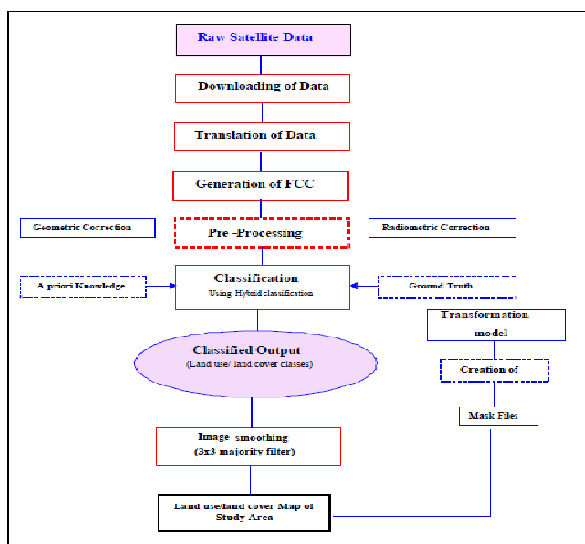 Raw Satellite Data
Downloading of Data
Translation of Data
Generation of FCC
Geometric Correction
Pre -Processing
Radiometric Correction
A priori Knowledge
Classification
Using Hybrid classification
Ground Truth
Transformation
model
Classified Output
(Land use/ land cover classes)
Creation of
Mask Files
Image smoothing
(3x3 majority filter)
Land use/land cover Map of
Study Area